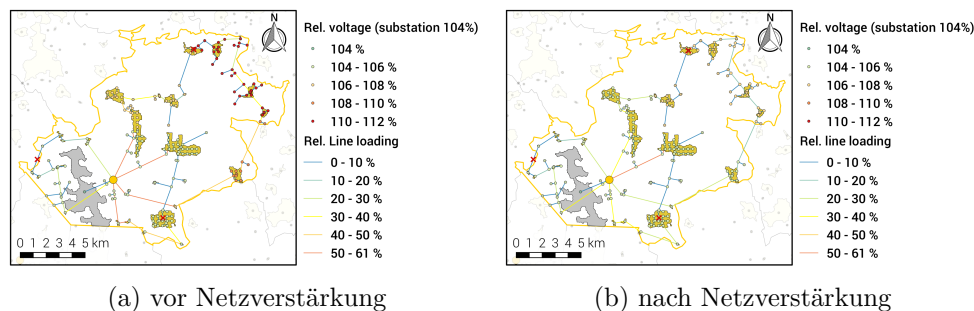 N
Rel. voltage (substation 104%)
104 %
104 - 106 %
106 - 108 %
108 - 110 %
110 - 112 %
Rel. Line loading
0 - 10 %
10 - 20 %
20 - 30 %
30 - 40 %
40 - 50 %
50 - 61 %
0 1 2 3 4 5 km
(a) vor Netzverstärkung
N
Rel. voltage (substation 104%)
104 %
104 - 106 %
106 - 108 %
108 - 110 %
110 - 112 %
Rel. line loading
0 - 10 %
10 - 20 %
20 - 30 %
30 - 40 %
40 - 50 %
50 - 61 %
0 1 2 3 4 5 km
(b) nach Netzverstärkung